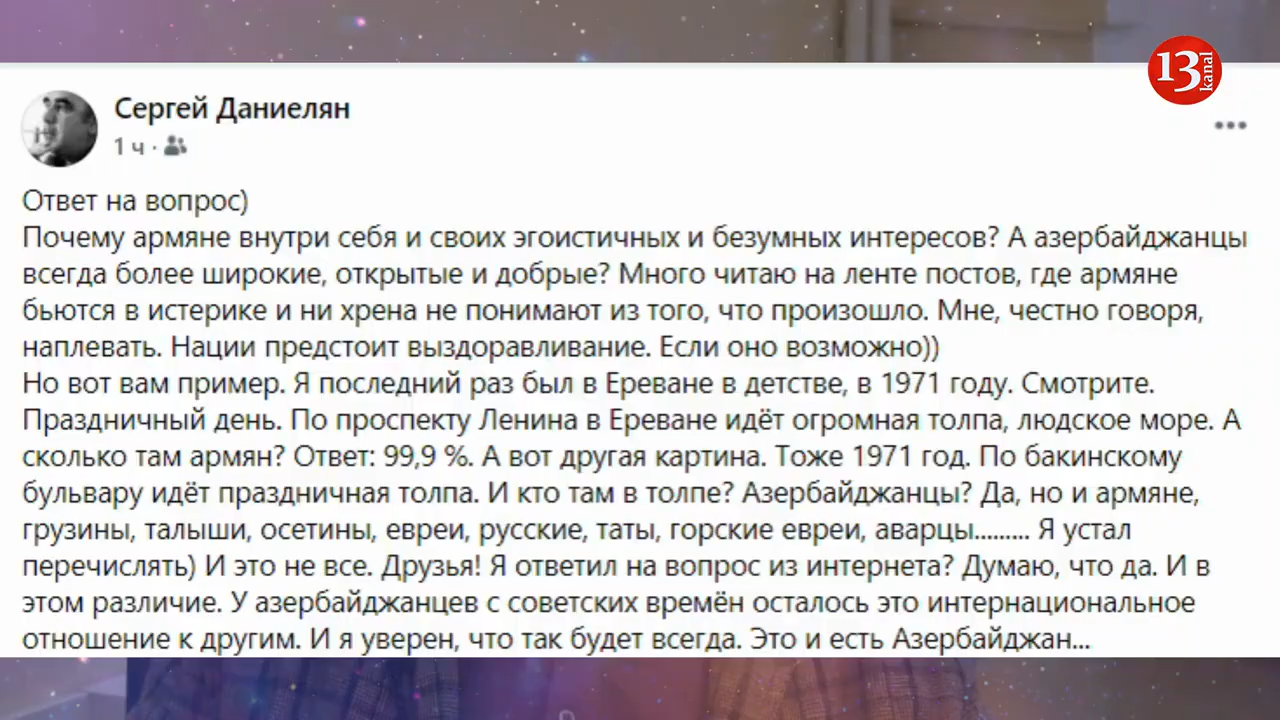 13 kanal
Сергей Даниелян
1 ч ·
Ответ на вопрос)
Почему армяне внутри себя и своих эгоистичных и безумных интересов? А азербайджанцы
всегда более широкие, открытые и добрые? Много читаю на ленте постов, где армяне
бьются в истерике и ни хрена не понимают из того, что произошло. Мне, честно говоря,
наплевать. Нации предстоит выздоравливание. Если оно возможно))
Но вот вам пример. Я последний раз был в Ереване в детстве, в 1971 году. Смотрите.
Праздничный день. По проспекту Ленина в Ереване идёт огромная толпа, людское море. А
сколько там армян? Ответ: 99,9 %. А вот другая картина. Тоже 1971 год. По бакинскому
бульвару идёт праздничная толпа. И кто там в толпе? Азербайджанцы? Да, но и армяне,
грузины, талыши, осетины, евреи, русские, таты, горские евреи, аварцы......... Я устал
перечислять) И это не все. Друзья! Я ответил на вопрос из интернета? Думаю, что да. И в
этом различие. У азербайджанцев с советских времён осталось это интернациональное
отношение к другим. И я уверен, что так будет всегда. Это и есть Азербайджан...